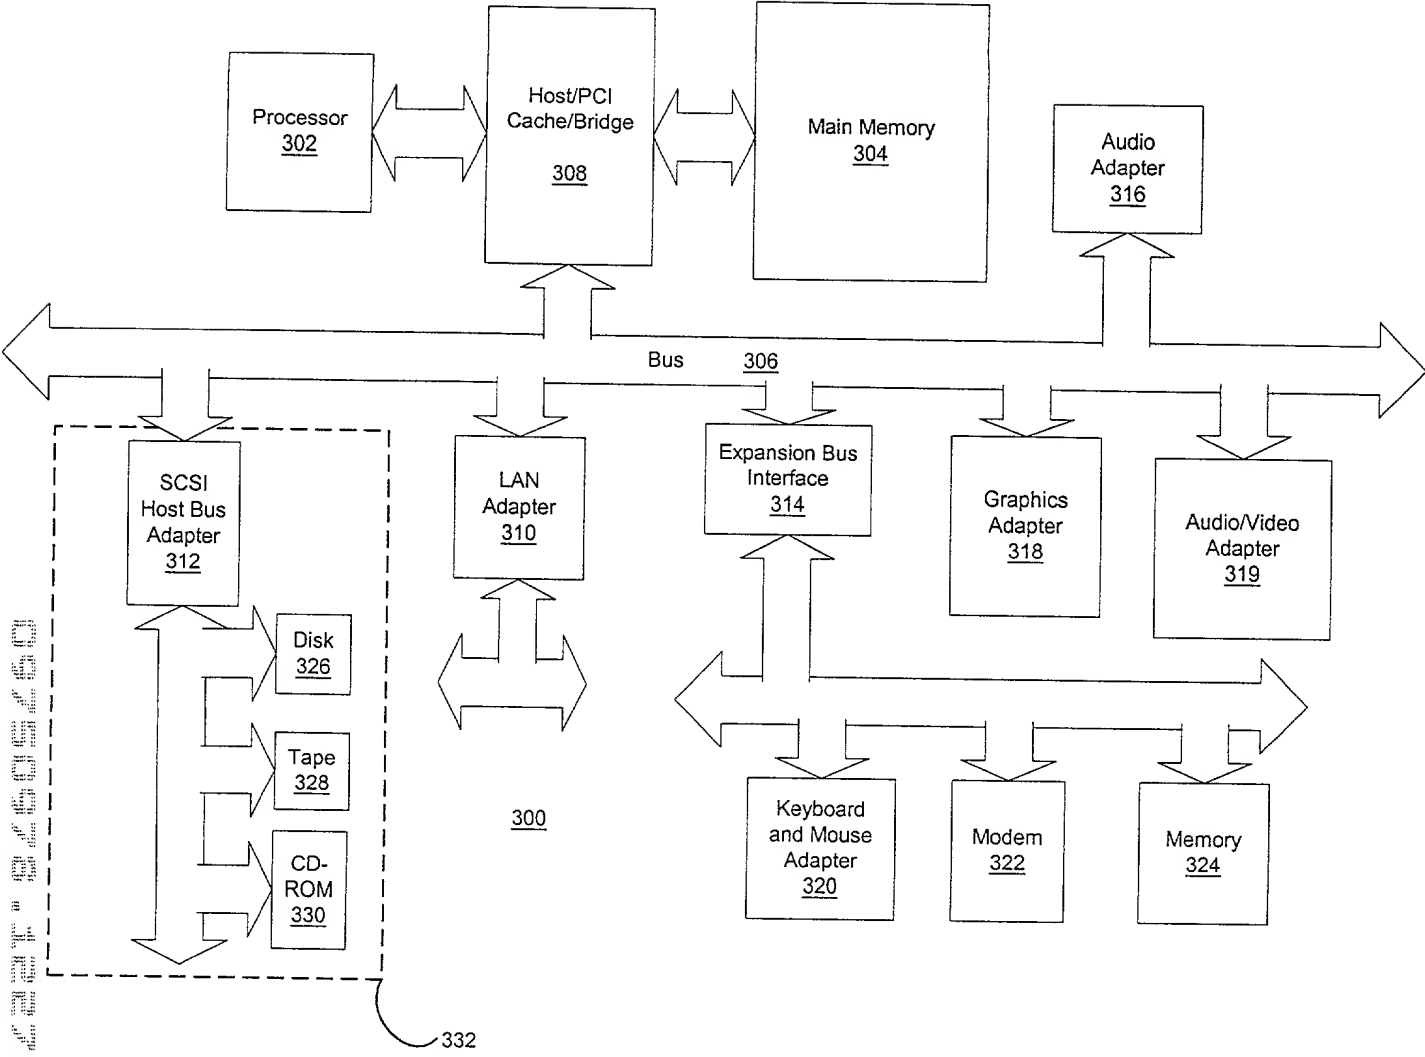 Processor
302
Host/PCI
Cache/Bridge
308
Main Memory
304
Audio
Adapter
316
Bus 306
SCSI
Host Bus
Adapter
312
LAN
Adapter
310
Expansion Bus
Interface
314
Graphics
Adapter
318
Audio/Video
Adapter
319
Disk
326
Tape
328
CD-
ROM
330
300
Keyboard
and Mouse
Adapter
320
Modem
322
Memory
324
332